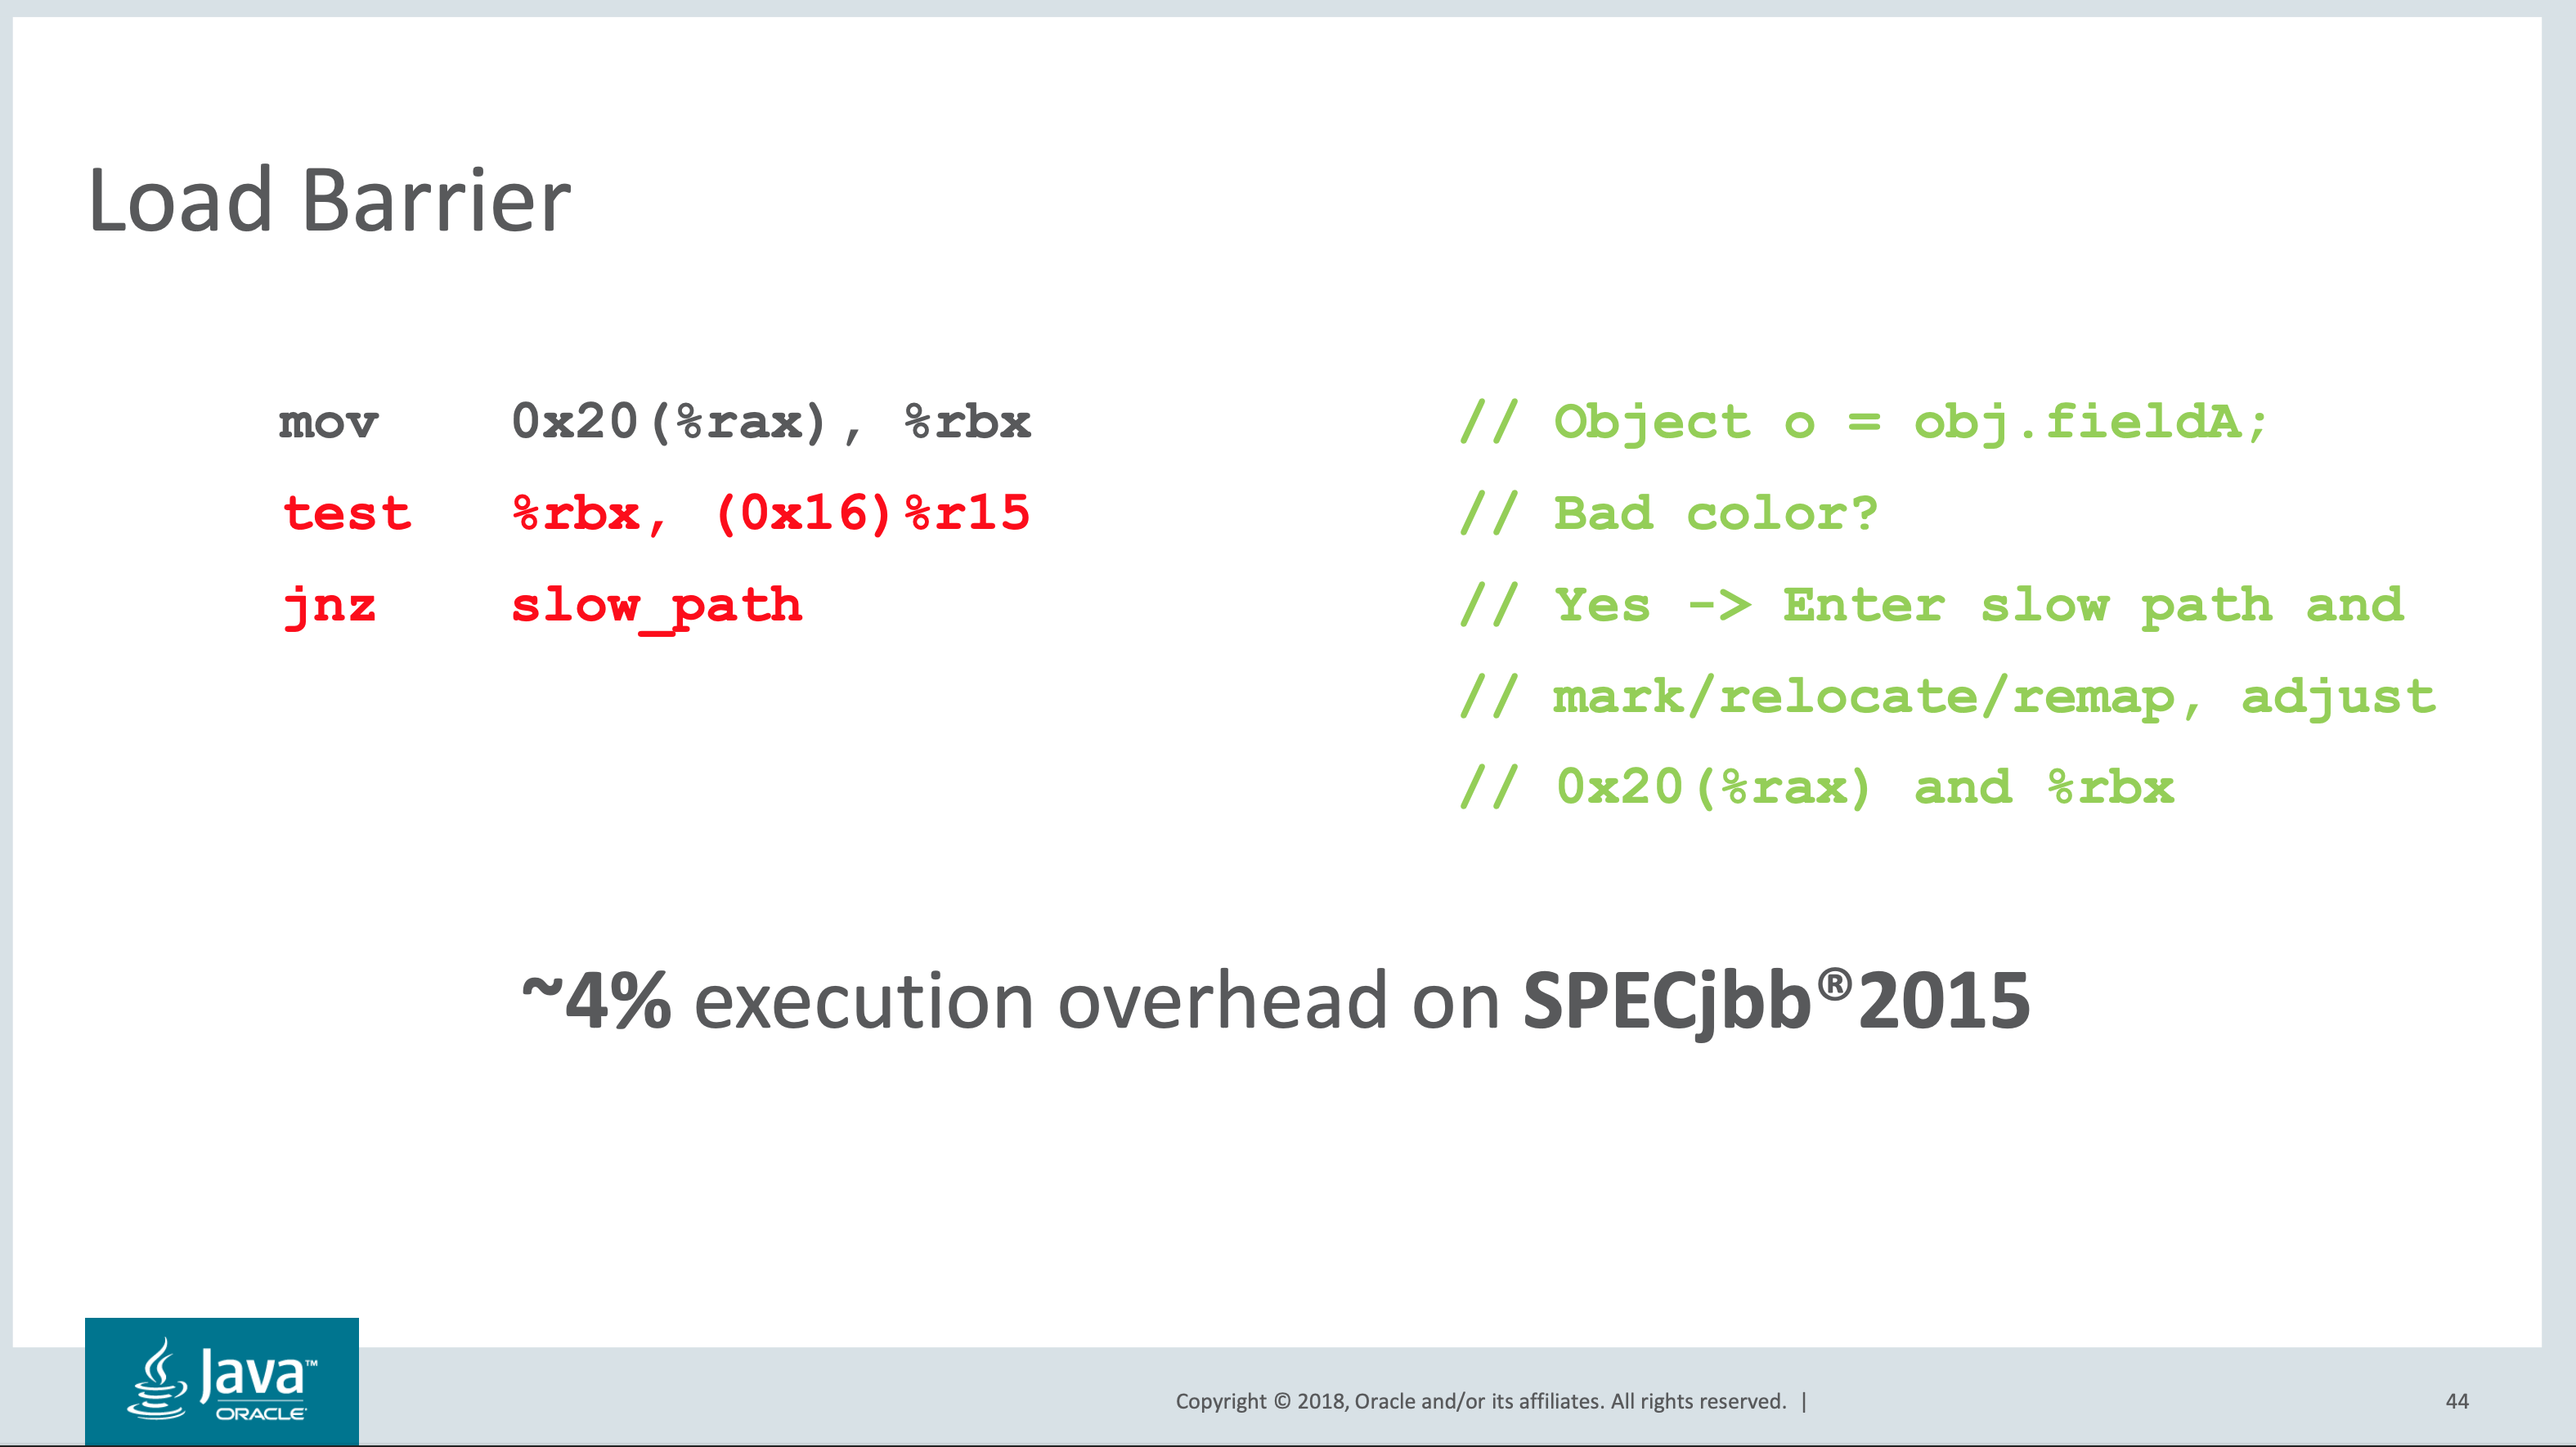 Load Barrier
mov 0x20(%rax), %rbx // Object o = obj.fieldA;
test %rbx, (0x16)%r15 // Bad color?
jnz slow_path // Yes -> Enter slow path and
// mark/relocate/remap, adjust
// 0x20(%rax) and %rbx
~4% execution overhead on SPECjbb®2015
Java™
ORACLE
Copyright © 2018, Oracle and/or its affiliates. All rights reserved. |
44